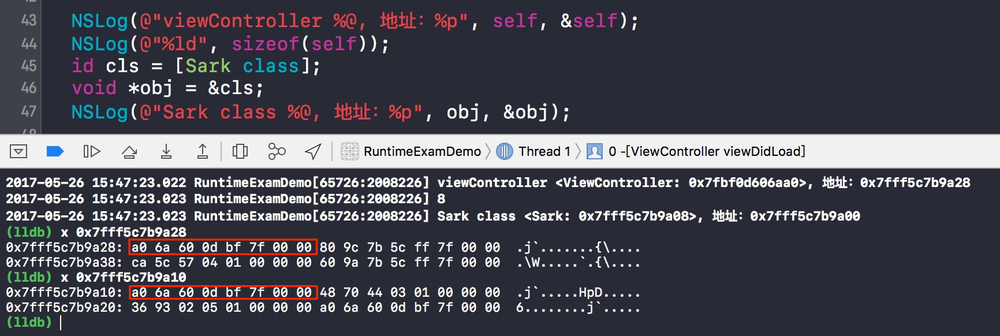 43 NSLog(@"viewController %@, 地址：%p", self, &self);
44 NSLog(@"%ld", sizeof(self));
45 id cls = [Sark class];
46 void *obj = &cls;
47 NSLog(@"Sark class %@, 地址：%p", obj, &obj);
RuntimeExamDemo Thread 1 0 -[ViewController viewDidLoad]
2017-05-26 15:47:23.022 RuntimeExamDemo[65726:2008226] viewController <ViewController: 0x7fbf0d606aa0>, 地址：0x7fff5c7b9a28
2017-05-26 15:47:23.023 RuntimeExamDemo[65726:2008226] 8
2017-05-26 15:47:23.023 RuntimeExamDemo[65726:2008226] Sark class <Sark: 0x7fff5c7b9a08>, 地址：0x7fff5c7b9a00
(lldb) x 0x7fff5c7b9a28
0x7fff5c7b9a28: a0 6a 60 0d bf 7f 00 00 80 9c 7b 5c ff 7f 00 00 .j`.......{\....
0x7fff5c7b9a38: ca 5c 57 04 01 00 00 00 60 9a 7b 5c ff 7f 00 00 .\W.....`.{\....
(lldb) x 0x7fff5c7b9a10
0x7fff5c7b9a10: a0 6a 60 0d bf 7f 00 00 48 70 44 03 01 00 00 00 .j`.....HpD.....
0x7fff5c7b9a20: 36 93 02 05 01 00 00 00 a0 6a 60 0d bf 7f 00 00 6........j`.....
(lldb)